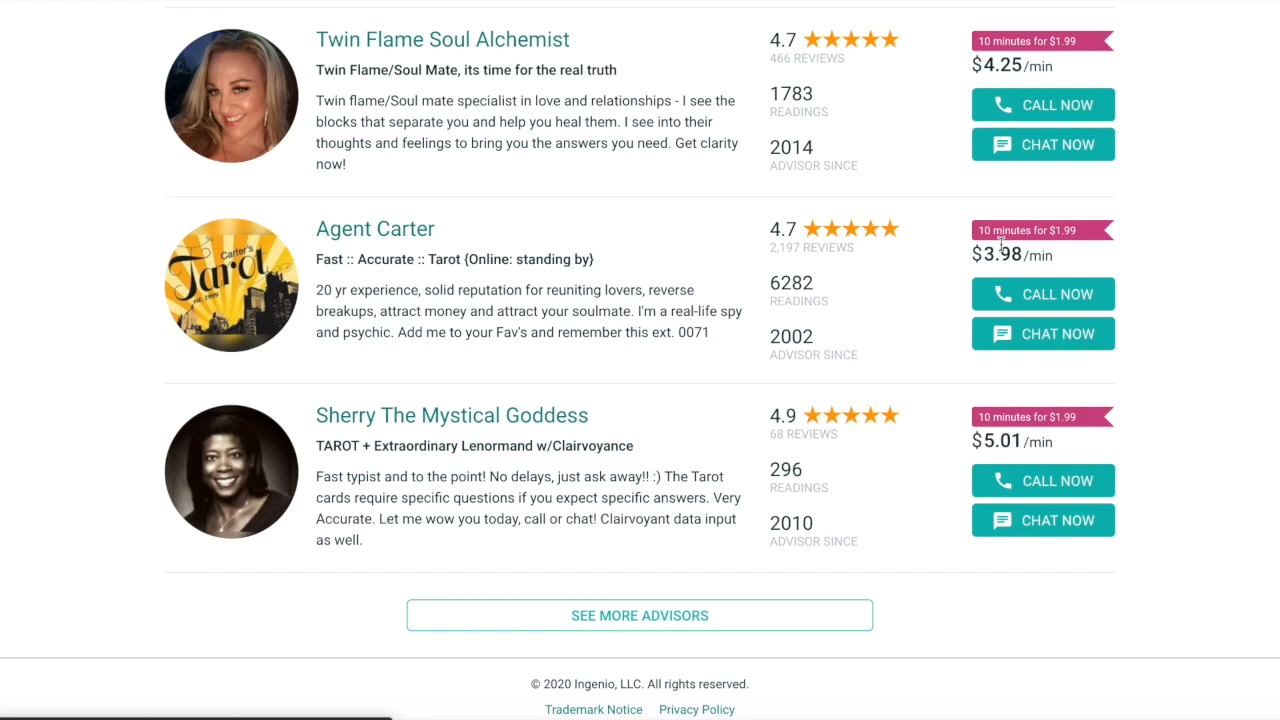 Twin Flame Soul Alchemist
Twin Flame/Soul Mate, its time for the real truth
Twin flame/Soul mate specialist in love and relationships - I see the
blocks that separate you and help you heal them. I see into their
thoughts and feelings to bring you the answers you need. Get clarity
now!
4.7
466 REVIEWS
1783
READINGS
2014
ADVISOR SINCE
10 minutes for $1.99
$4.25/min
CALL NOW
CHAT NOW
Carter's
Tarot
est. 1999
Agent Carter
Fast :: Accurate :: Tarot {Online: standing by}
20 yr experience, solid reputation for reuniting lovers, reverse
breakups, attract money and attract your soulmate. I'm a real-life spy
and psychic. Add me to your Fav's and remember this ext. 0071
4.7
2,197 REVIEWS
6282
READINGS
2002
ADVISOR SINCE
10 minutes for $1.99
$3.98/min
CALL NOW
CHAT NOW
Sherry The Mystical Goddess
TAROT + Extraordinary Lenormand w/Clairvoyance
Fast typist and to the point! No delays, just ask away!! :) The Tarot
cards require specific questions if you expect specific answers. Very
Accurate. Let me wow you today, call or chat! Clairvoyant data input
as well.
4.9
68 REVIEWS
296
READINGS
2010
ADVISOR SINCE
10 minutes for $1.99
$5.01/min
CALL NOW
CHAT NOW
SEE MORE ADVISORS
© 2020 Ingenio, LLC. All rights reserved.
Trademark Notice Privacy Policy